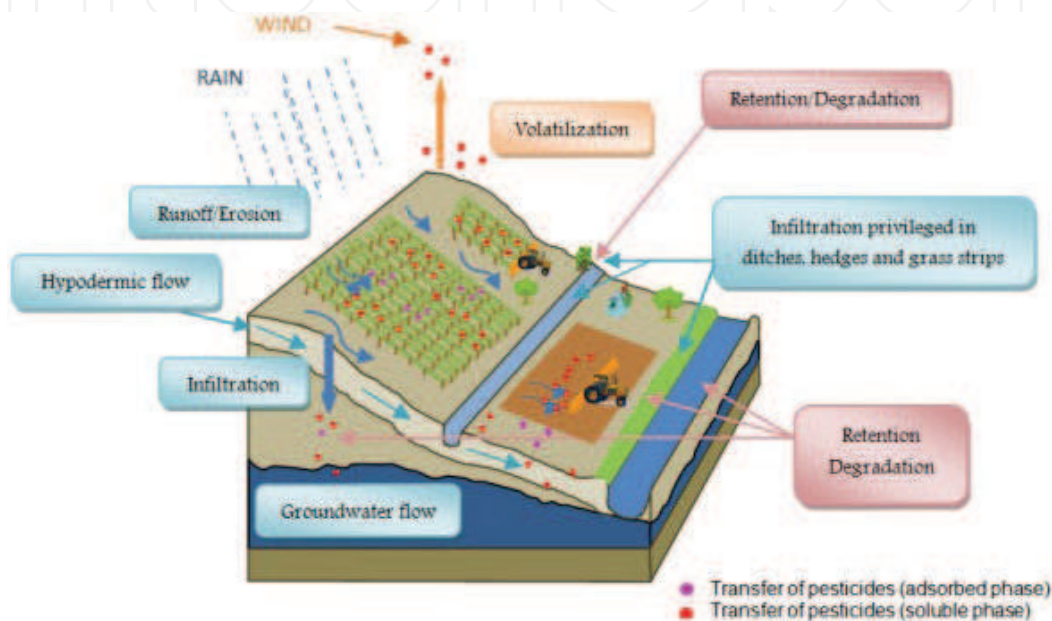 WIND
RAIN
Retention/Degradation
Volatilization
Runoff/Erosion
Infiltration privileged in
ditches, hedges and grass strips
Hypodermic flow
Infiltration
Retention
Degradation
Groundwater flow
Transfer of pesticides (adsorbed phase)
Transfer of pesticides (soluble phase)